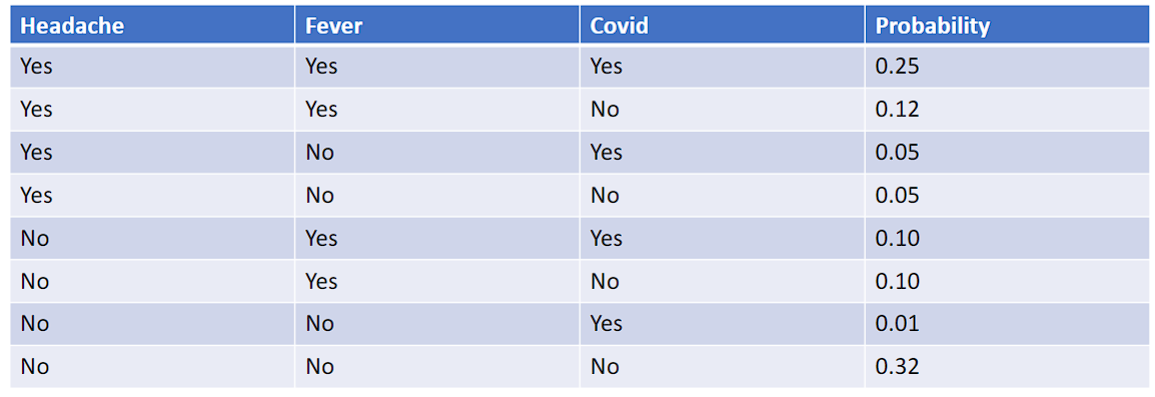 Headache Fever Covid Probability
Yes Yes Yes 0.25
Yes Yes No 0.12
Yes No Yes 0.05
Yes No No 0.05
No Yes Yes 0.10
No Yes No 0.10
No No Yes 0.01
No No No 0.32